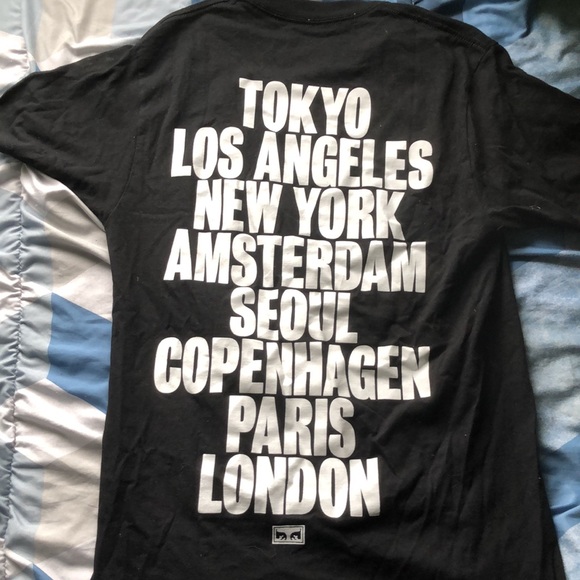 TOKYO
LOS ANGELES
NEW YORK
AMSTERDAM
SEOUL
COPENHAGEN
PARIS
LONDON